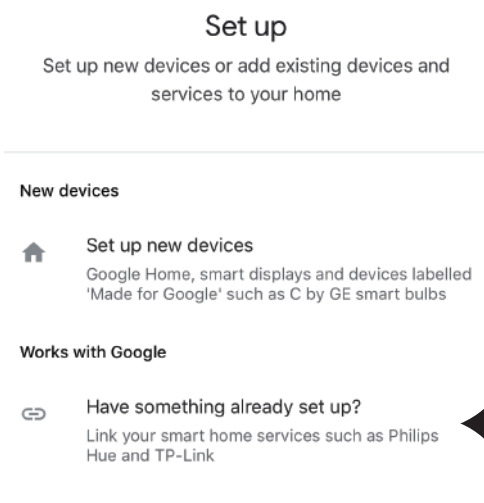 Set up
Set up new devices or add existing devices and
services to your home
New devices
Set up new devices
Google Home, smart displays and devices labelled
'Made for Google' such as C by GE smart bulbs
Works with Google
Have something already set up?
Link your smart home services such as Philips
Hue and TP-Link